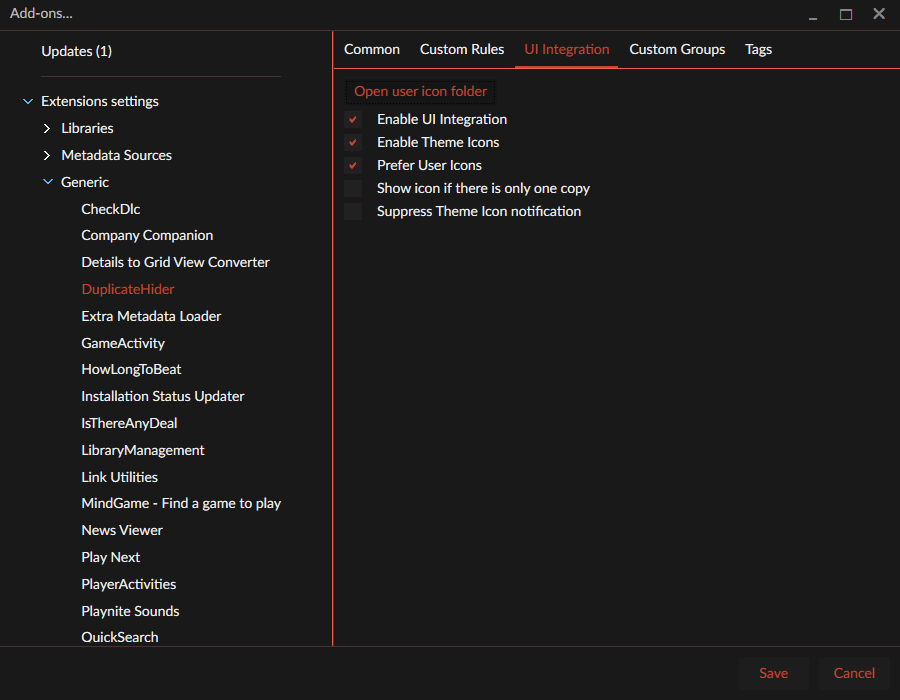 Add-ons...
Updates (1)
Extensions settings
Libraries
Metadata Sources
Generic
CheckDlc
Company Companion
Details to Grid View Converter
DuplicateHider
Extra Metadata Loader
GameActivity
HowLongToBeat
Installation Status Updater
IsThereAnyDeal
LibraryManagement
Link Utilities
MindGame - Find a game to play
News Viewer
Play Next
PlayerActivities
Playnite Sounds
QuickSearch
Common Custom Rules UI Integration Custom Groups Tags
Open user icon folder
Enable UI Integration
Enable Theme Icons
Prefer User Icons
Show icon if there is only one copy
Suppress Theme Icon notification
Save Cancel